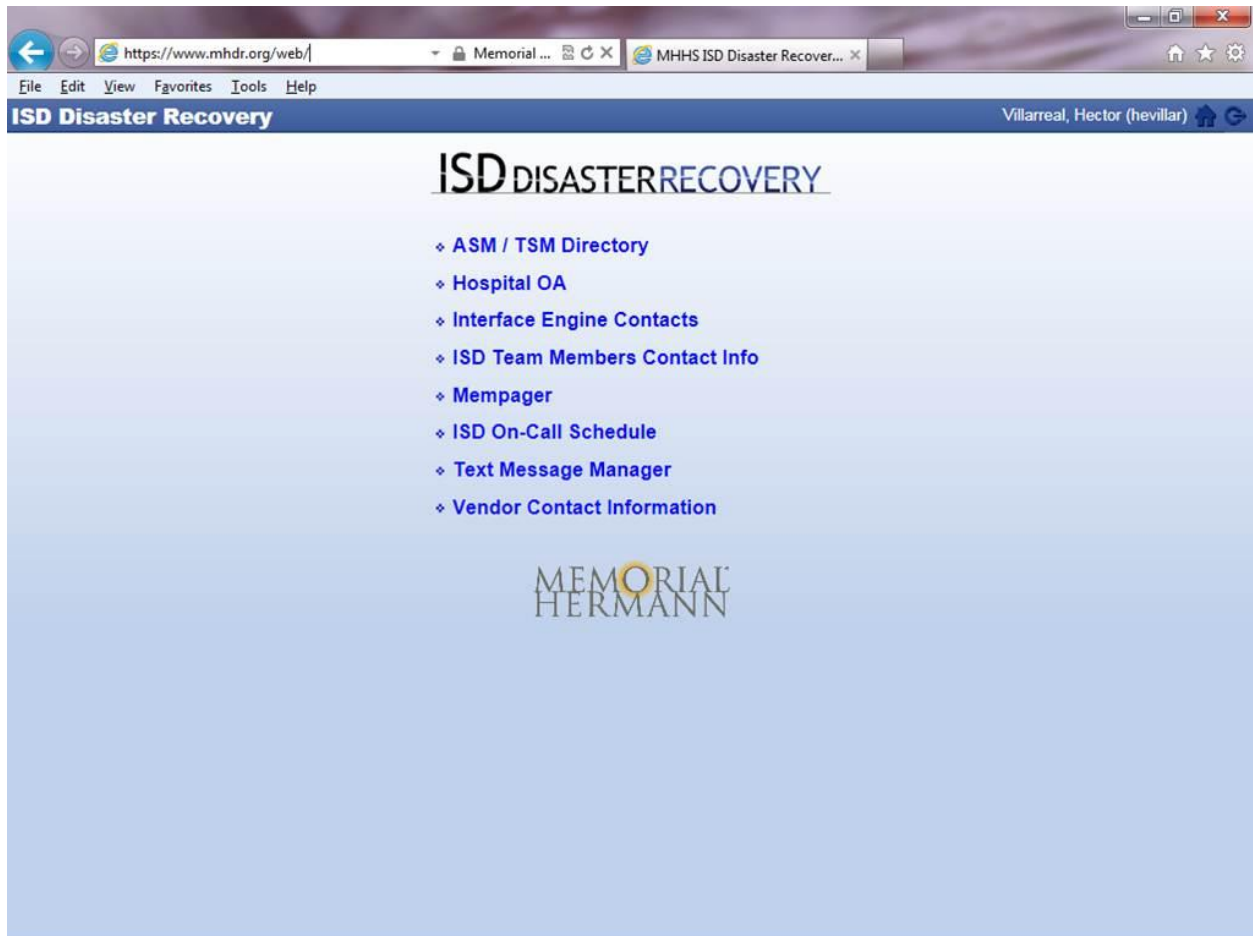 https://www.mhdr.org/web/
Memorial ...
MHHS ISD Disaster Recover...
File Edit View Favorites Tools Help
ISD Disaster Recovery
Villarreal, Hector (hevillar)
ISD DISASTERRECOVERY
ASM / TSM Directory
Hospital OA
Interface Engine Contacts
ISD Team Members Contact Info
Mempager
ISD On-Call Schedule
Text Message Manager
Vendor Contact Information
MEMORIAL
HERMANN